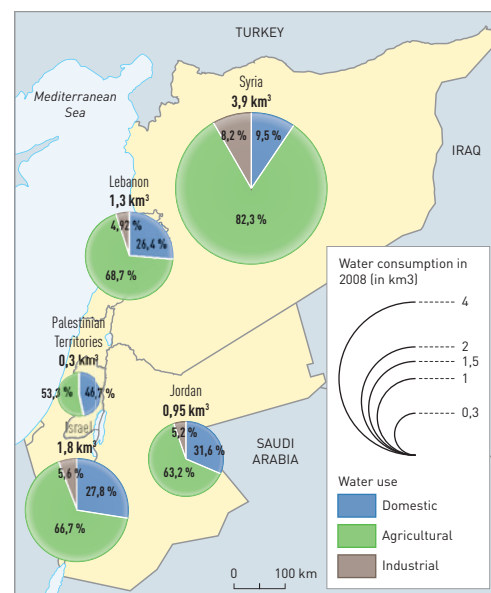 TURKEY
Mediterranean
Sea
Syria
3,9 km³
8,2 %
9,5 %
82,3 %
IRAQ
Lebanon
1,3 km³
4,92 %
26,4 %
68,7 %
Palestinian
Territories
0,3 km³
53,3 %
46,7 %
Israel
1,8 km³
5,6 %
27,8 %
66,7 %
Jordan
0,95 km³
5,2 %
31,6 %
63,2 %
SAUDI
ARABIA
0 100 km
Water consumption in
2008 (in km3)
4
2
1,5
1
0,3
Water use
Domestic
Agricultural
Industrial